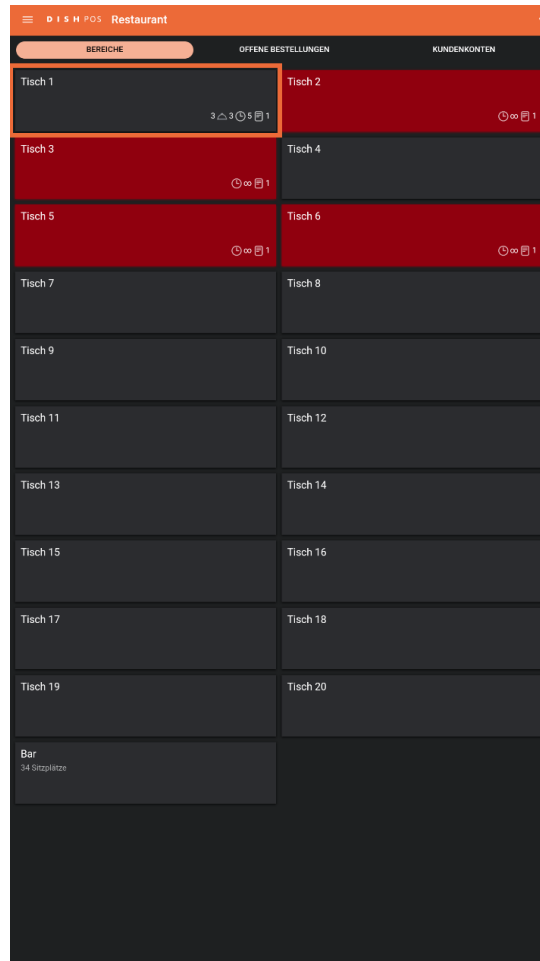 DISH POS Restaurant
BEREICHE OFFENE BESTELLUNGEN KUNDENKONTEN
Tisch 1 Tisch 2
3 3 5 1 ∞ 1
Tisch 3 Tisch 4
∞ 1
Tisch 5 Tisch 6
∞ 1 ∞ 1
Tisch 7 Tisch 8
Tisch 9 Tisch 10
Tisch 11 Tisch 12
Tisch 13 Tisch 14
Tisch 15 Tisch 16
Tisch 17 Tisch 18
Tisch 19 Tisch 20
Bar
34 Sitzplätze